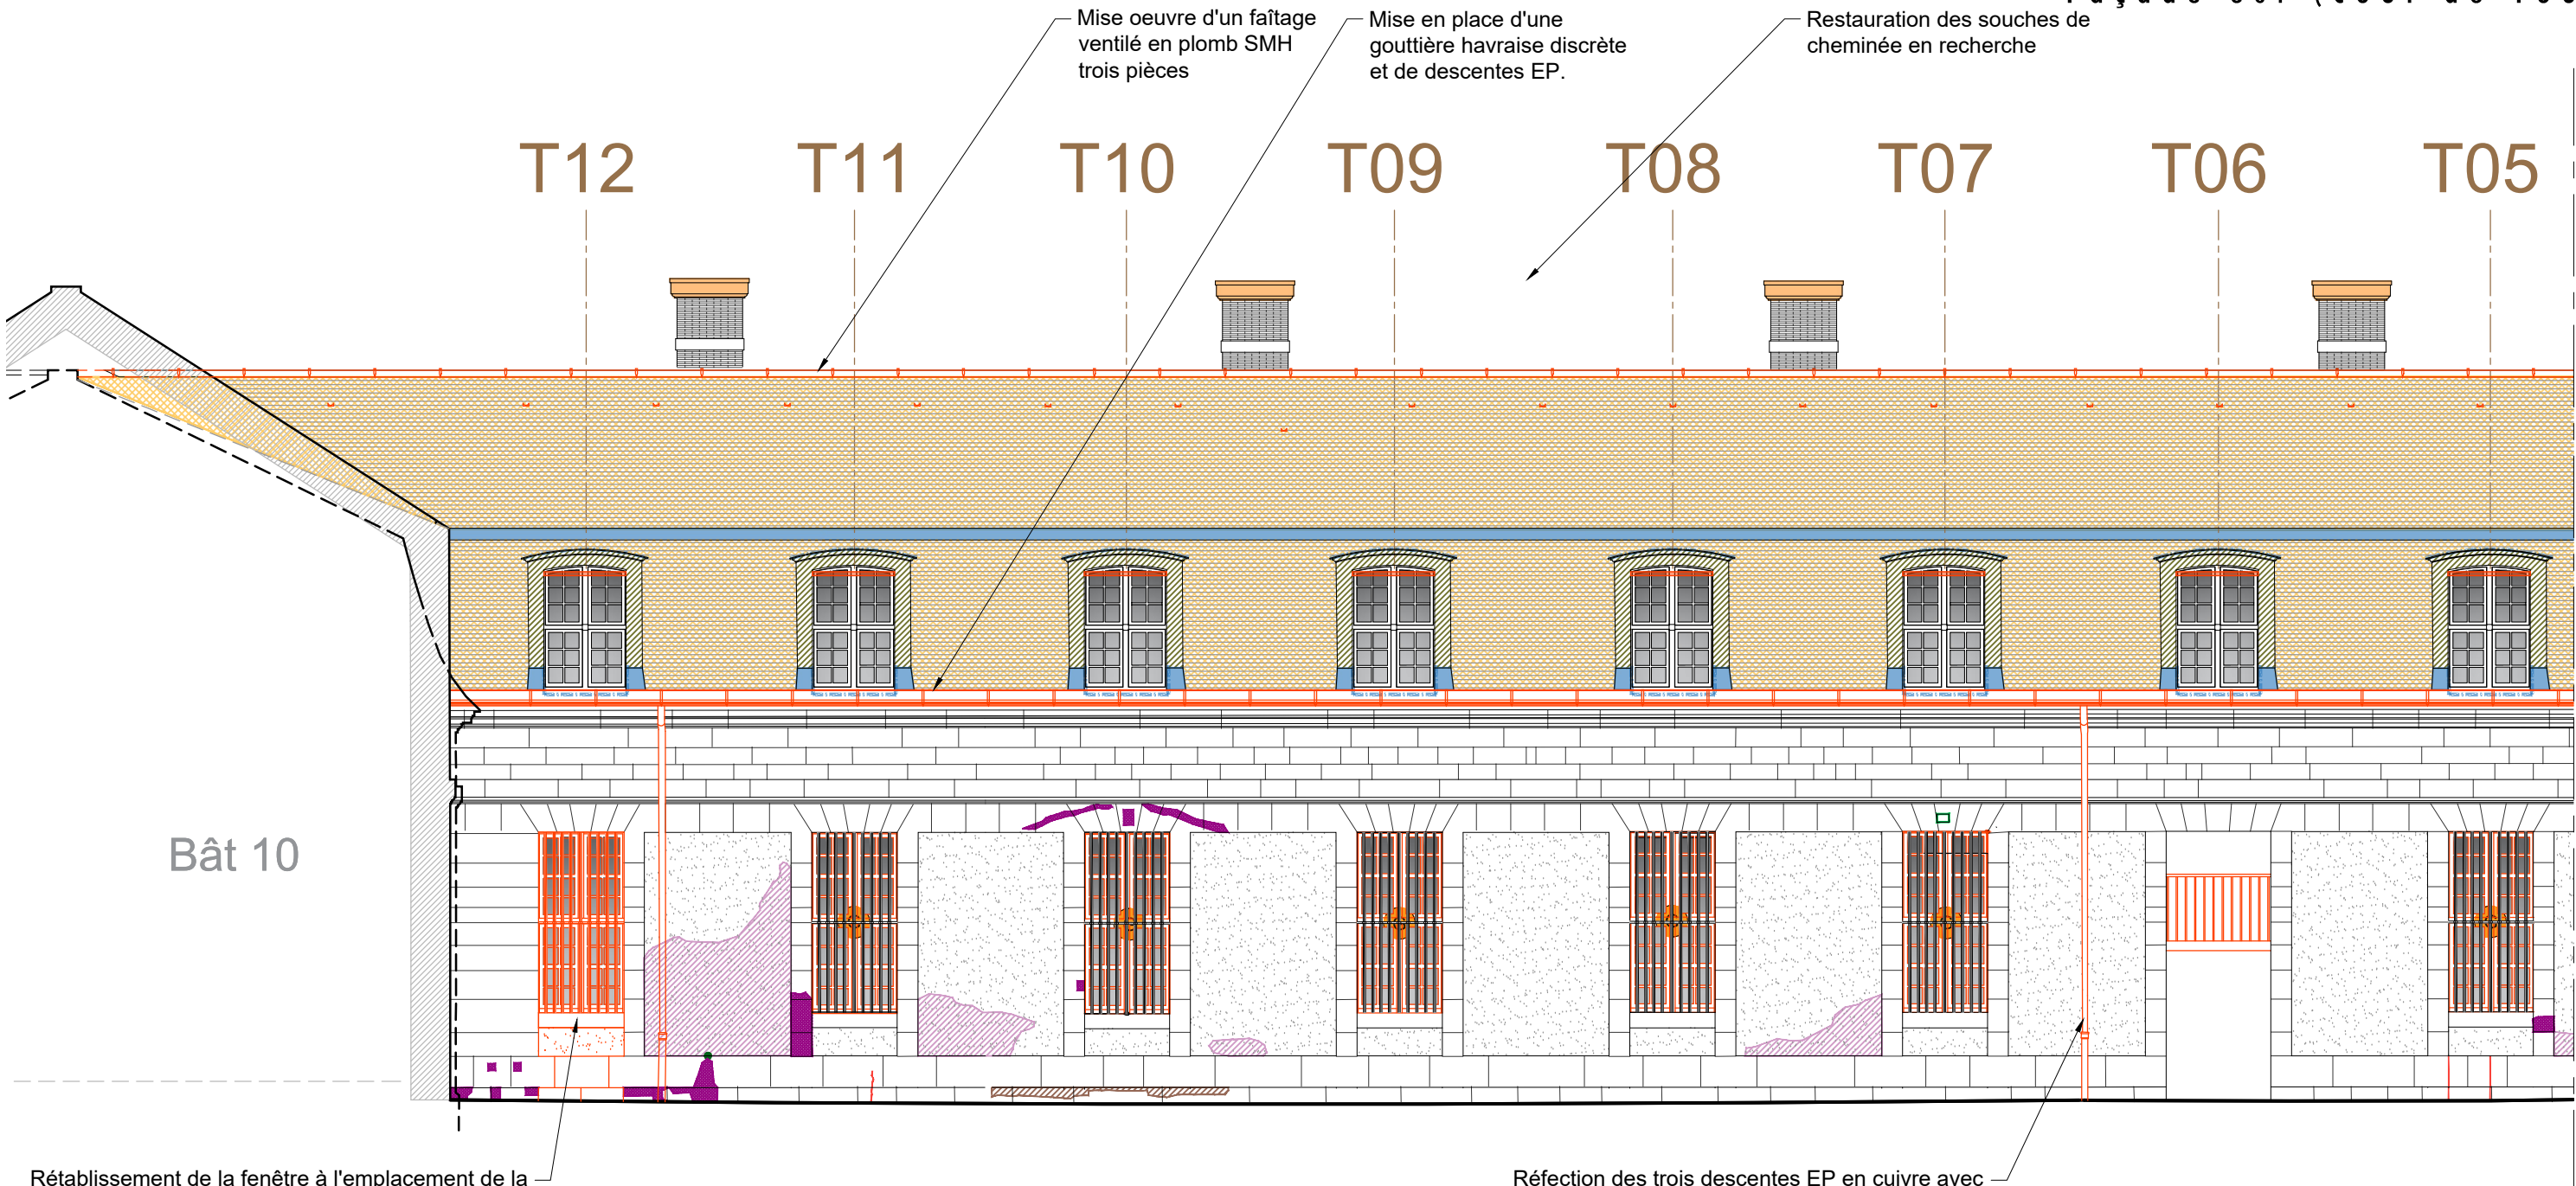 Mise oeuvre d'un faîtage
ventilé en plomb SMH
trois pièces
Mise en place d'une
gouttière havraise discrète
et de descentes EP.
Restauration des souches de
cheminée en recherche
T12
T11
T10
T09
T08
T07
T06
T05
Bât 10
Rétablissement de la fenêtre à l'emplacement de la
Réfection des trois descentes EP en cuivre avec